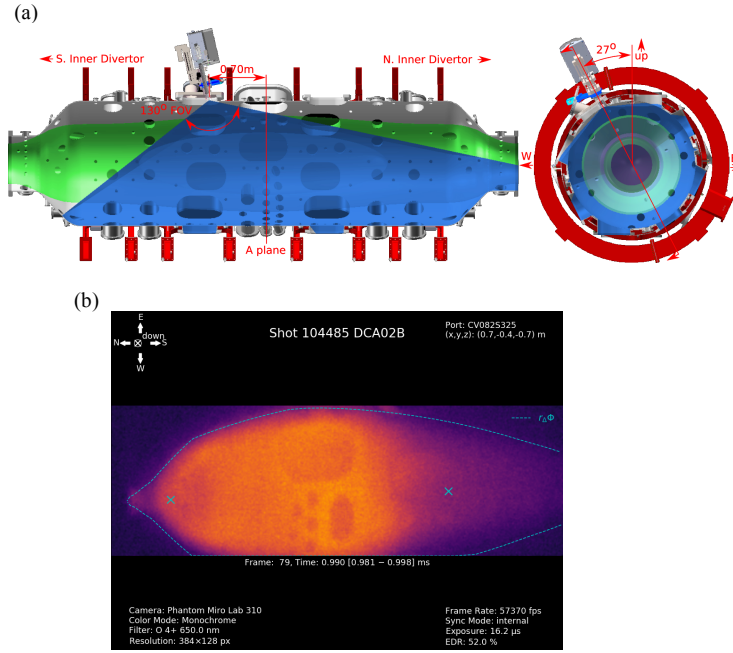 (a)
S. Inner Divertor
0.70m
N. Inner Divertor
130° FOV
A plane
27°
up
W
(b)
E
down
N
S
W
Shot 104485 DCA02B
Port: CV082S325
(x,y,z): (0.7,-0.4,-0.7) m
r_ΔΦ
Frame: 79, Time: 0.990 [0.981 − 0.998] ms
Camera: Phantom Miro Lab 310
Color Mode: Monochrome
Filter: O 4+ 650.0 nm
Resolution: 384×128 px
Frame Rate: 57370 fps
Sync Mode: internal
Exposure: 16.2 μs
EDR: 52.0 %